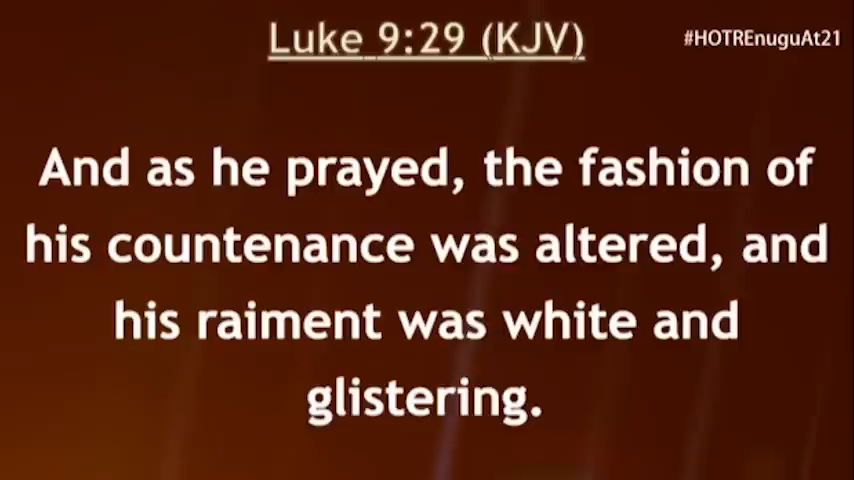 Luke 9:29 (KJV)
#HOTREnuguAt21
And as he prayed, the fashion of
his countenance was altered, and
his raiment was white and
glistering.